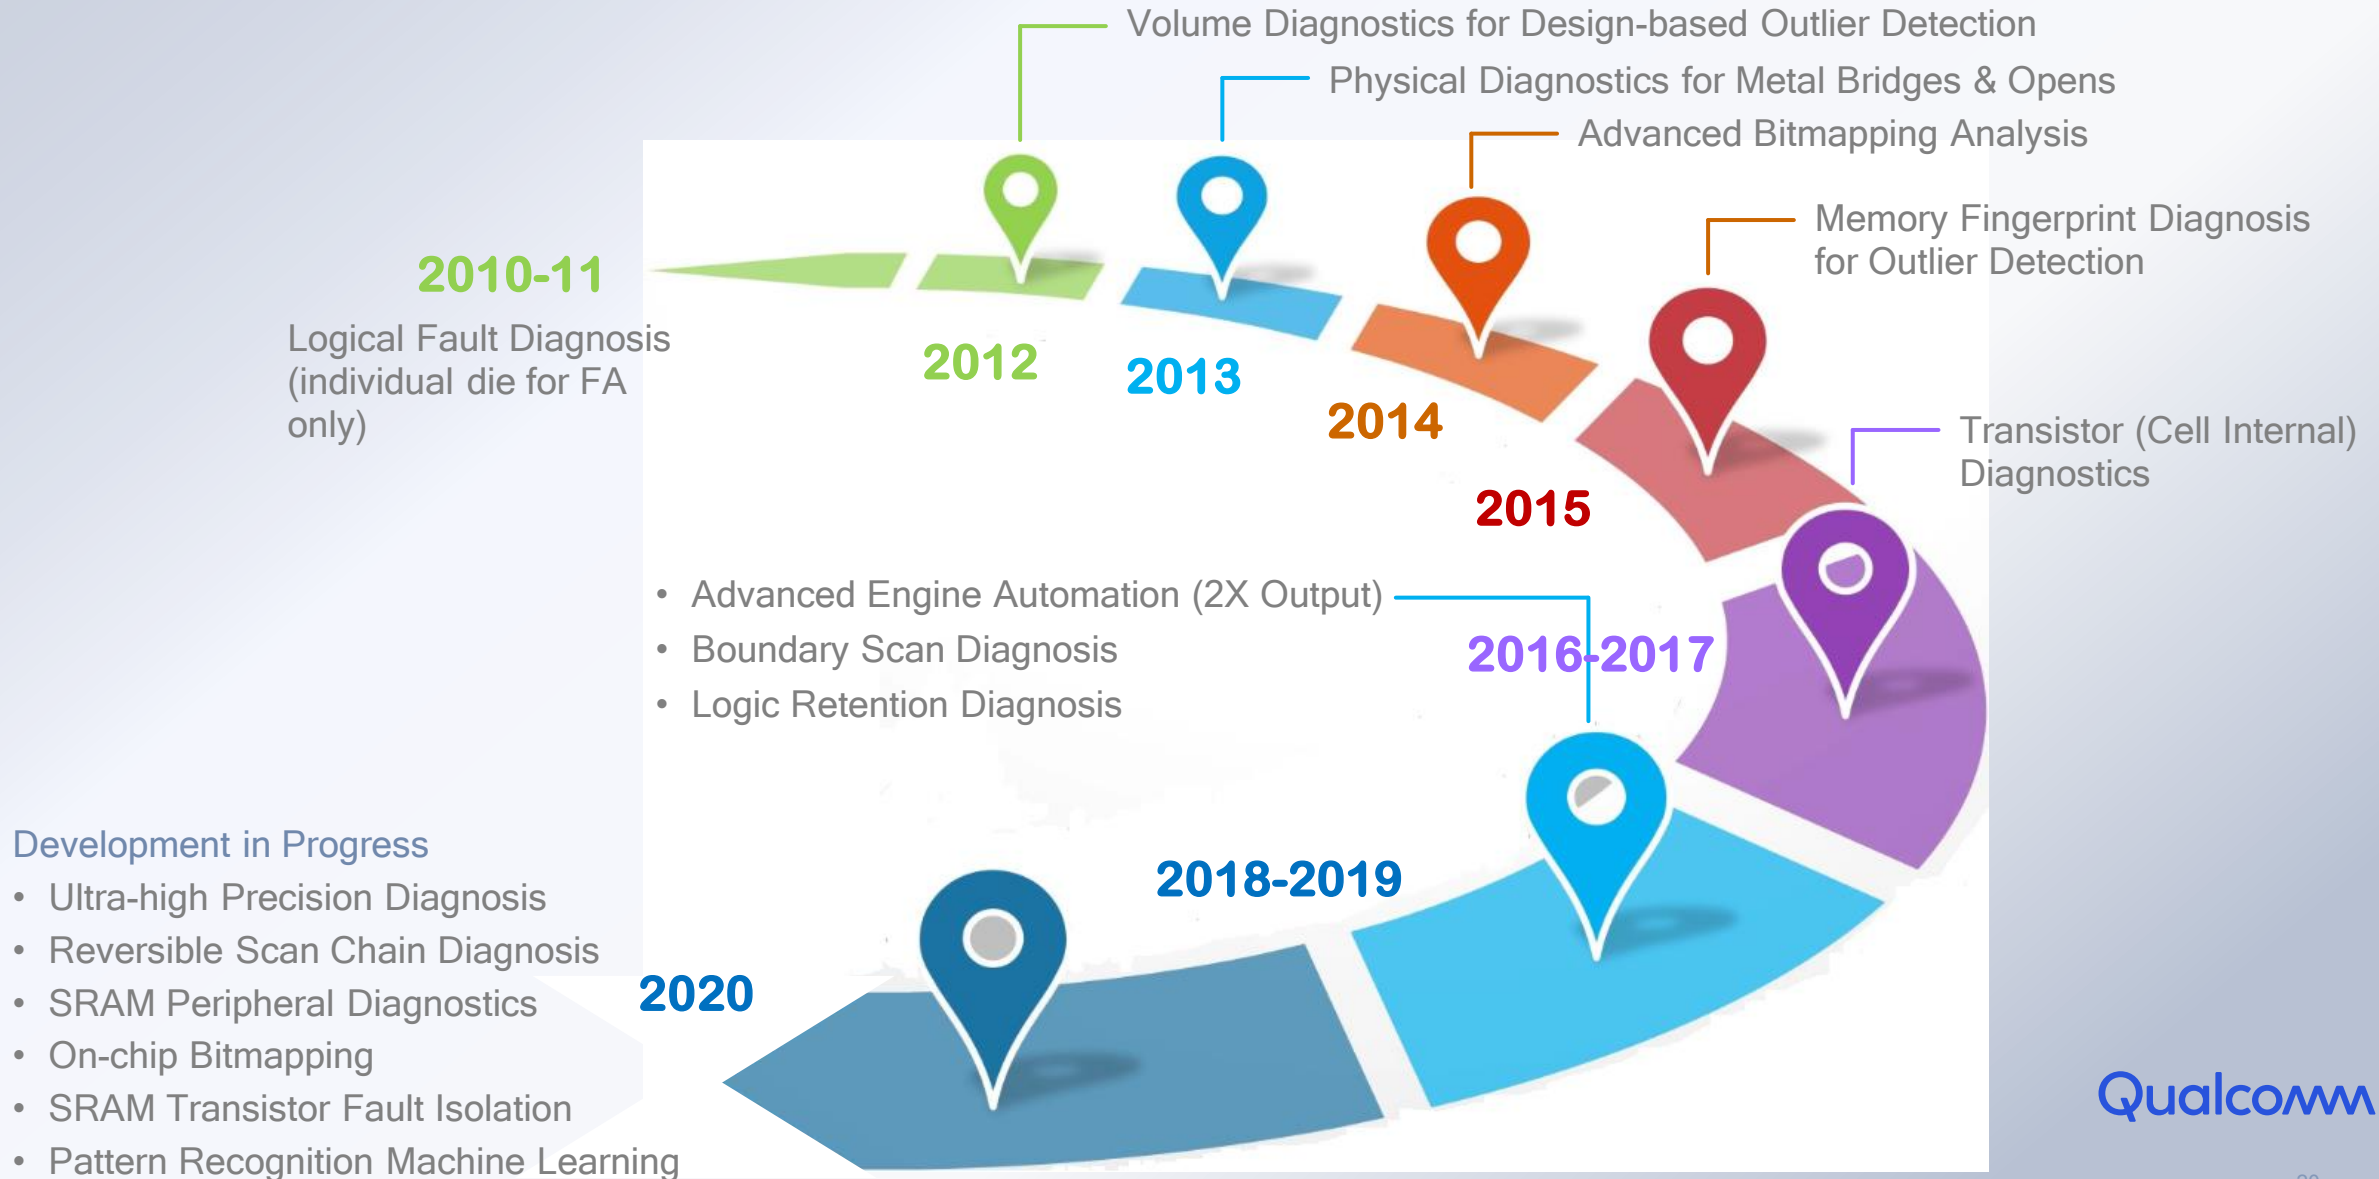 Volume Diagnostics for Design-based Outlier Detection
Physical Diagnostics for Metal Bridges & Opens
Advanced Bitmapping Analysis
Memory Fingerprint Diagnosis
for Outlier Detection
2010-11
Logical Fault Diagnosis
(individual die for FA
only)
2012
2013
2014
2015
Transistor (Cell Internal)
Diagnostics
• Advanced Engine Automation (2X Output)
• Boundary Scan Diagnosis
• Logic Retention Diagnosis
2016-2017
2018-2019
2020
Development in Progress
• Ultra-high Precision Diagnosis
• Reversible Scan Chain Diagnosis
• SRAM Peripheral Diagnostics
• On-chip Bitmapping
• SRAM Transistor Fault Isolation
• Pattern Recognition Machine Learning
Qualcomm